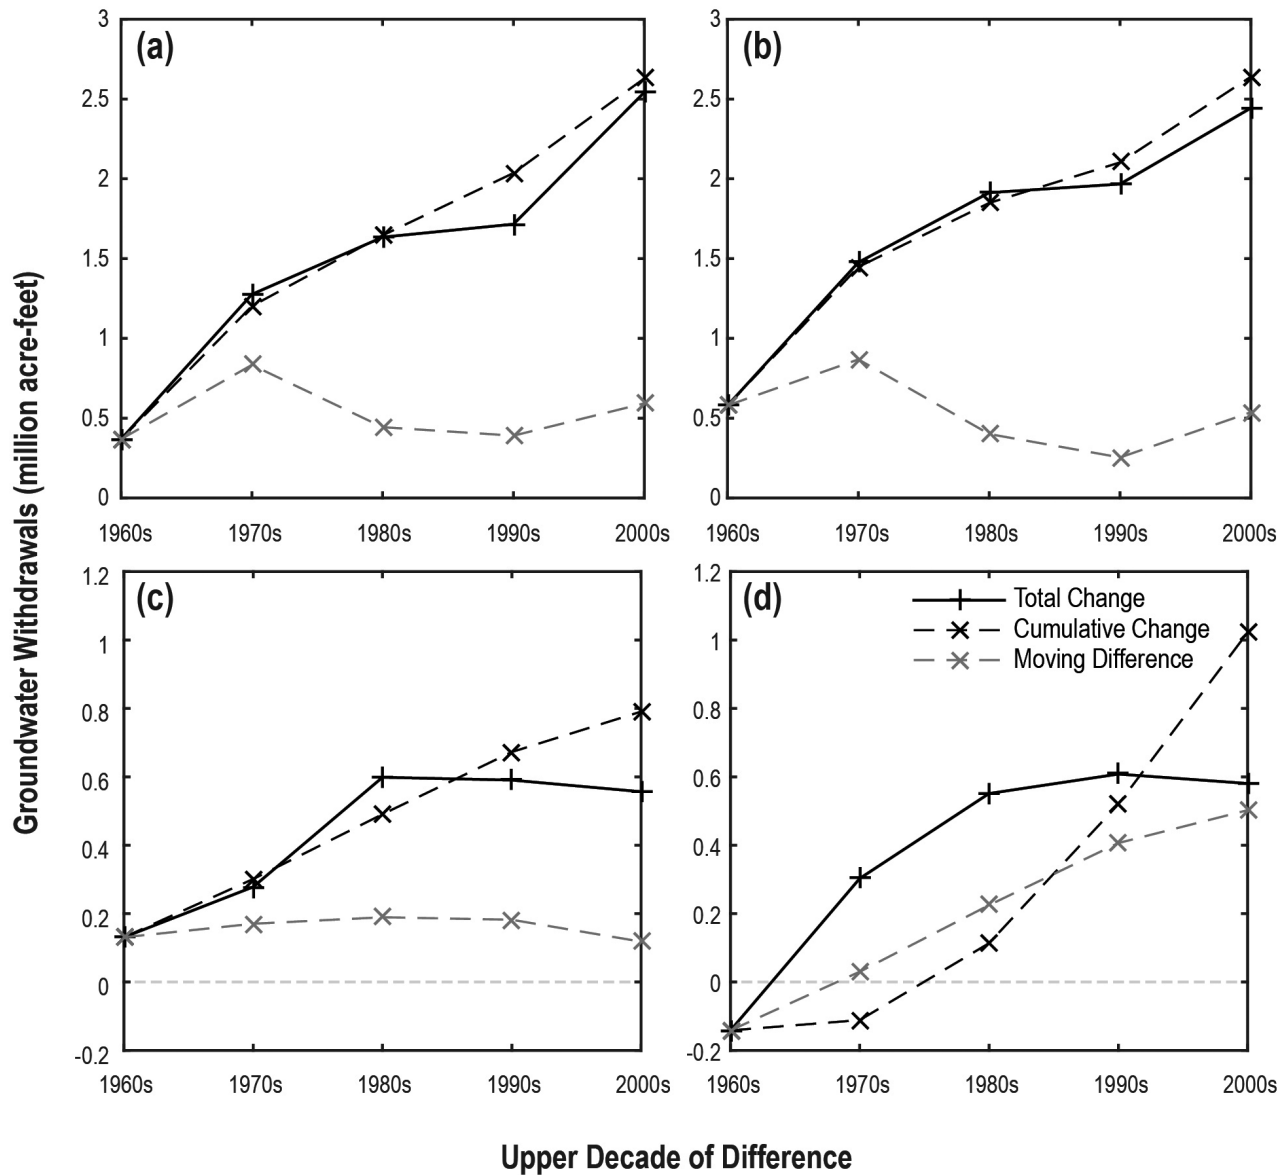 Groundwater Withdrawals (million acre-feet)
(a)
3
2.5
2
1.5
1
0.5
0
1960s 1970s 1980s 1990s 2000s
(b)
3
2.5
2
1.5
1
0.5
0
1960s 1970s 1980s 1990s 2000s
(c)
1.2
1
0.8
0.6
0.4
0.2
0
-0.2
1960s 1970s 1980s 1990s 2000s
(d)
Total Change
Cumulative Change
Moving Difference
1.2
1
0.8
0.6
0.4
0.2
0
-0.2
1960s 1970s 1980s 1990s 2000s
Upper Decade of Difference